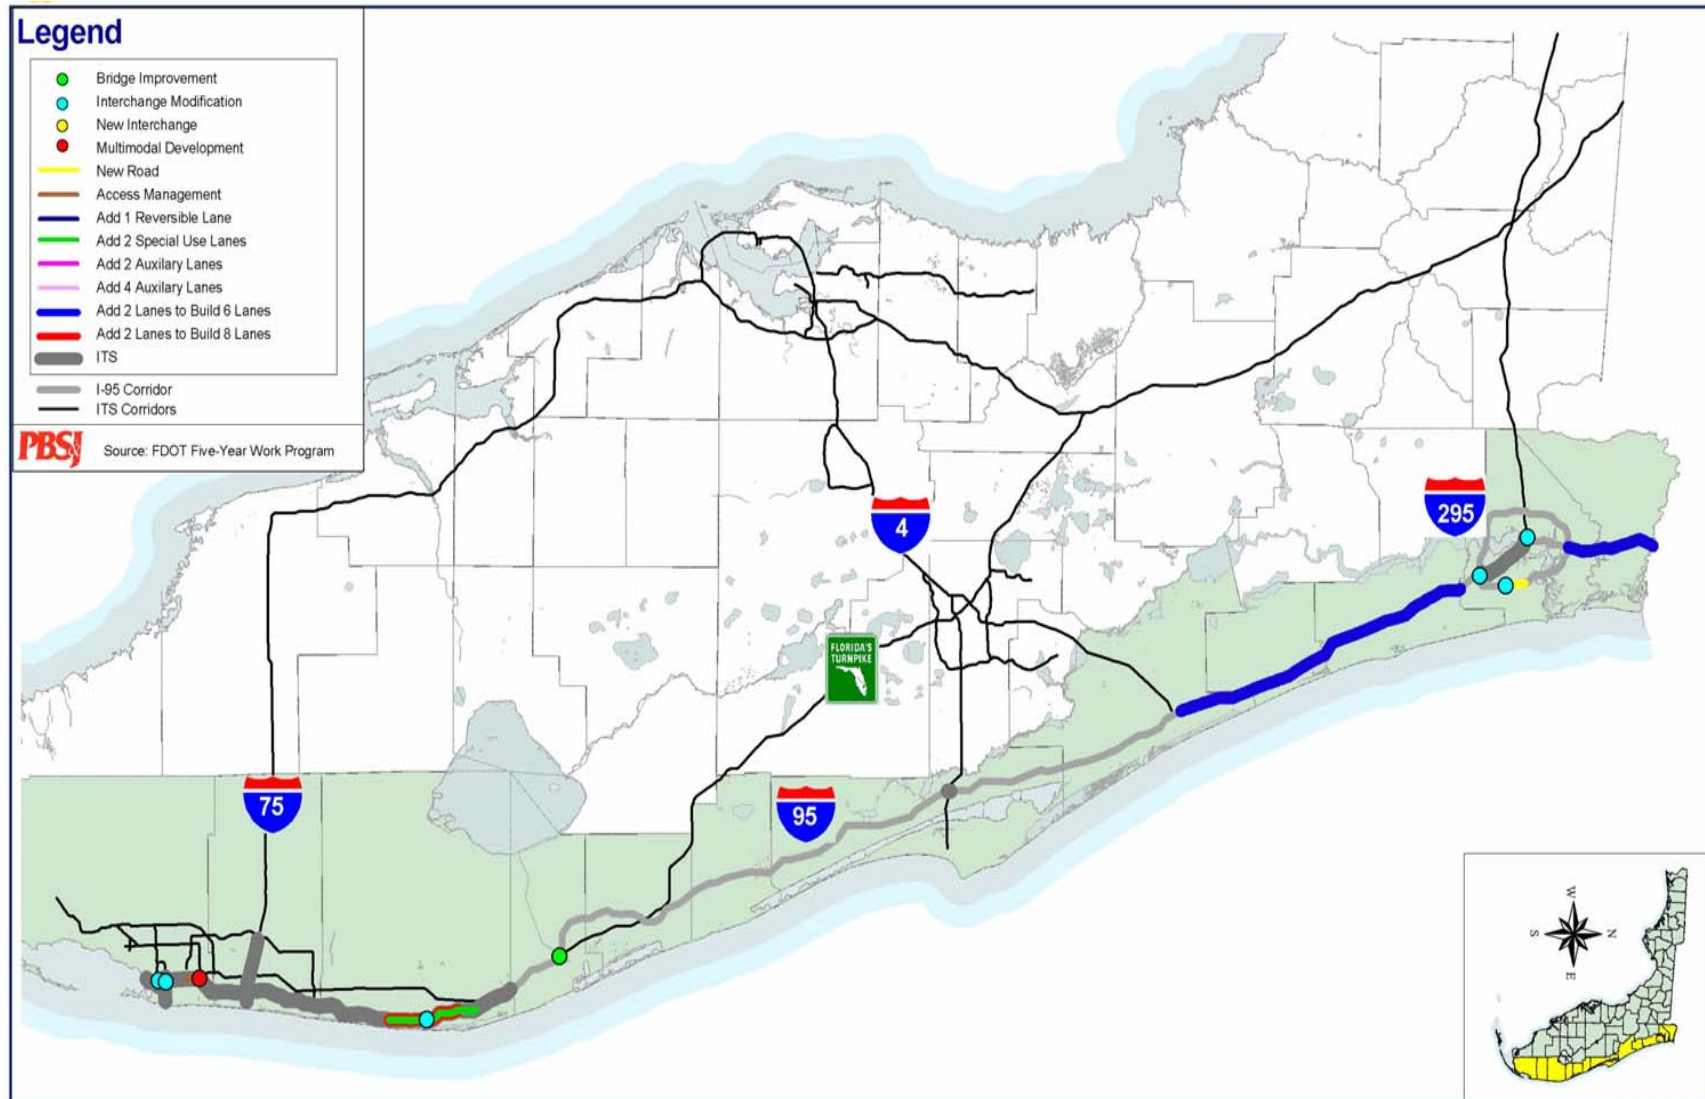 Legend
Bridge Improvement
Interchange Modification
New Interchange
Multimodal Development
New Road
Access Management
Add 1 Reversible Lane
Add 2 Special Use Lanes
Add 2 Auxilary Lanes
Add 4 Auxilary Lanes
Add 2 Lanes to Build 6 Lanes
Add 2 Lanes to Build 8 Lanes
ITS
I-95 Corridor
ITS Corridors
PBS&J
Source: FDOT Five-Year Work Program
295
4
FLORIDA'S
TURNPIKE
75
95
W
S
N
E